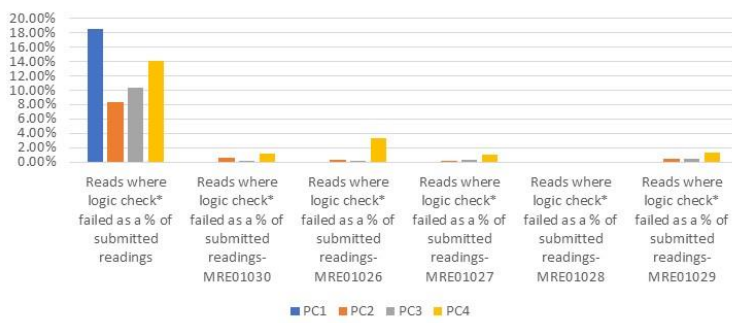 20.00%
18.00%
16.00%
14.00%
12.00%
10.00%
8.00%
6.00%
4.00%
2.00%
0.00%
Reads where
logic check*
failed as a % of
submitted
readings
Reads where
logic check*
failed as a % of
submitted
readings-
MRE01030
Reads where
logic check*
failed as a % of
submitted
readings-
MRE01026
Reads where
logic check*
failed as a % of
submitted
readings-
MRE01027
Reads where
logic check*
failed as a % of
submitted
readings-
MRE01028
Reads where
logic check*
failed as a % of
submitted
readings-
MRE01029
PC1 PC2 PC3 PC4